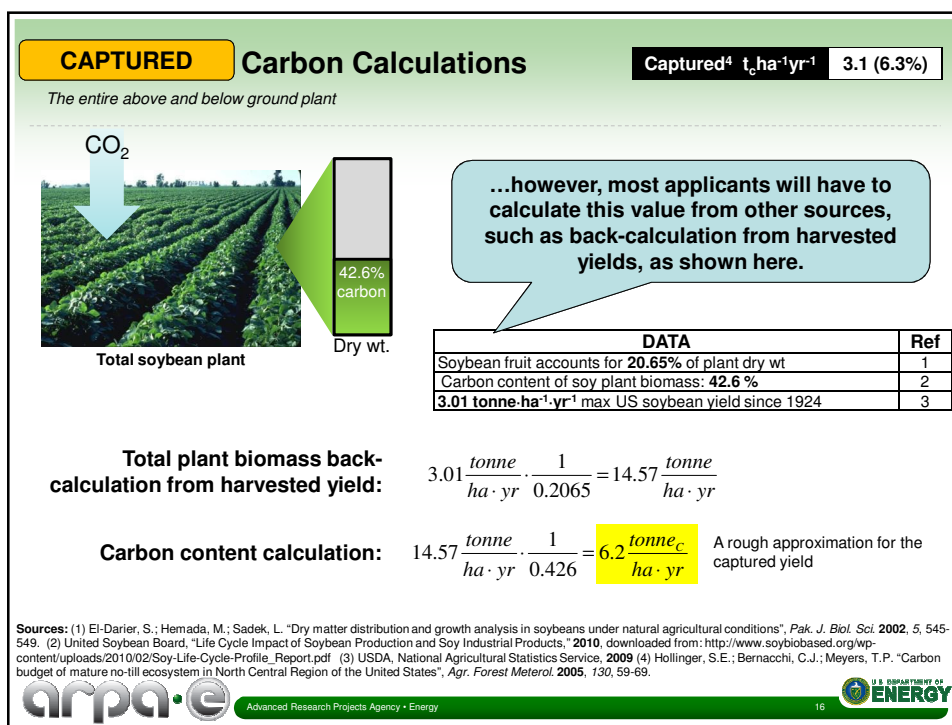 CAPTURED Carbon Calculations
Captured⁴ t꜀ha⁻¹yr⁻¹ 3.1 (6.3%)
The entire above and below ground plant
CO₂
42.6%
carbon
Dry wt.
Total soybean plant
…however, most applicants will have to
calculate this value from other sources,
such as back-calculation from harvested
yields, as shown here.
DATA Ref
Soybean fruit accounts for 20.65% of plant dry wt 1
Carbon content of soy plant biomass: 42.6 % 2
3.01 tonne·ha⁻¹·yr⁻¹ max US soybean yield since 1924 3
Total plant biomass back-
calculation from harvested yield:
3.01 tonne/(ha · yr) · 1/0.2065 = 14.57 tonne/(ha · yr)
Carbon content calculation:
14.57 tonne/(ha · yr) · 1/0.426 = 6.2 tonne_C/(ha · yr)
A rough approximation for the
captured yield
Sources: (1) El-Darier, S.; Hemada, M.; Sadek, L. “Dry matter distribution and growth analysis in soybeans under natural agricultural conditions”, Pak. J. Biol. Sci. 2002, 5, 545-
549. (2) United Soybean Board, “Life Cycle Impact of Soybean Production and Soy Industrial Products,” 2010, downloaded from: http://www.soybiobased.org/wp-
content/uploads/2010/02/Soy-Life-Cycle-Profile_Report.pdf (3) USDA, National Agricultural Statistics Service, 2009 (4) Hollinger, S.E.; Bernacchi, C.J.; Meyers, T.P. “Carbon
budget of mature no-till ecosystem in North Central Region of the United States”, Agr. Forest Meterol. 2005, 130, 59-69.
arpa·e
Advanced Research Projects Agency • Energy 16
U.S. DEPARTMENT OF
ENERGY